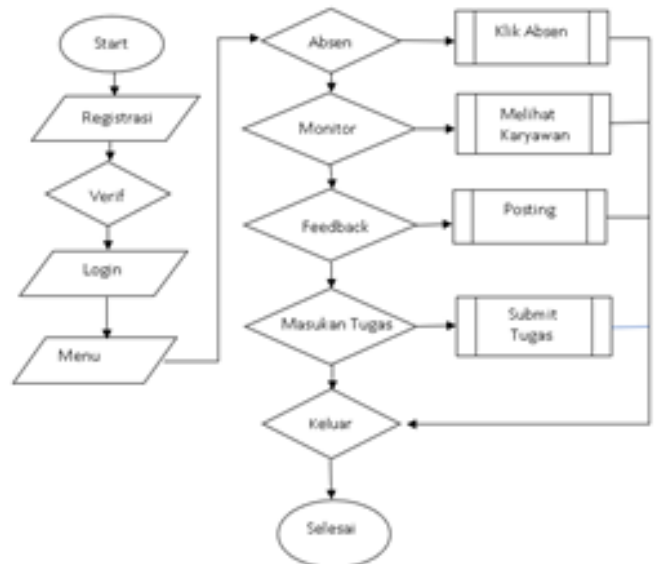 Start
Registrasi
Verif
Login
Menu
Absen
Klik Absen
Monitor
Melihat
Karyawan
Feedback
Posting
Masukan Tugas
Submit
Tugas
Keluar
Selesai